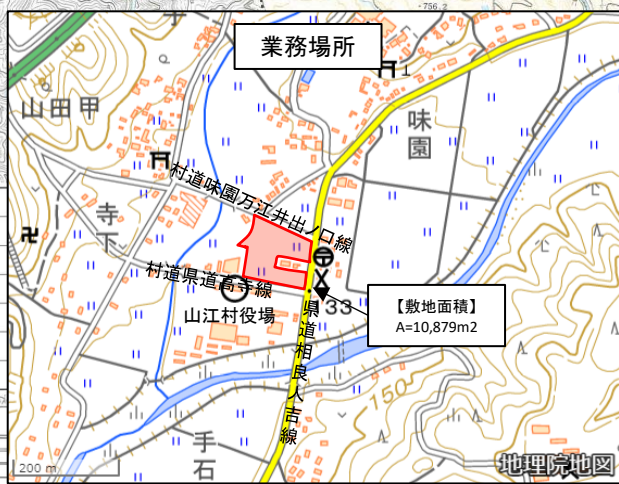 -756.2
業務場所
1
山田甲
味園
村道味園万江井出ノ口線
寺下
村道県道高寺線
山江村役場
33
【敷地面積】
A=10,879m2
県道相良人吉線
150
手石
200 m
地理院地図